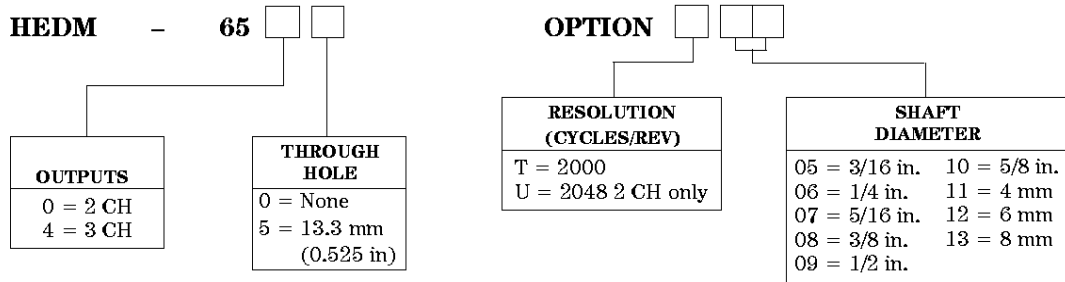 HEDM – 65 OPTION
OUTPUTS
0 = 2 CH
4 = 3 CH
THROUGH
HOLE
0 = None
5 = 13.3 mm
(0.525 in)
RESOLUTION
(CYCLES/REV)
T = 2000
U = 2048 2 CH only
SHAFT
DIAMETER
05 = 3/16 in. 10 = 5/8 in.
06 = 1/4 in. 11 = 4 mm
07 = 5/16 in. 12 = 6 mm
08 = 3/8 in. 13 = 8 mm
09 = 1/2 in.